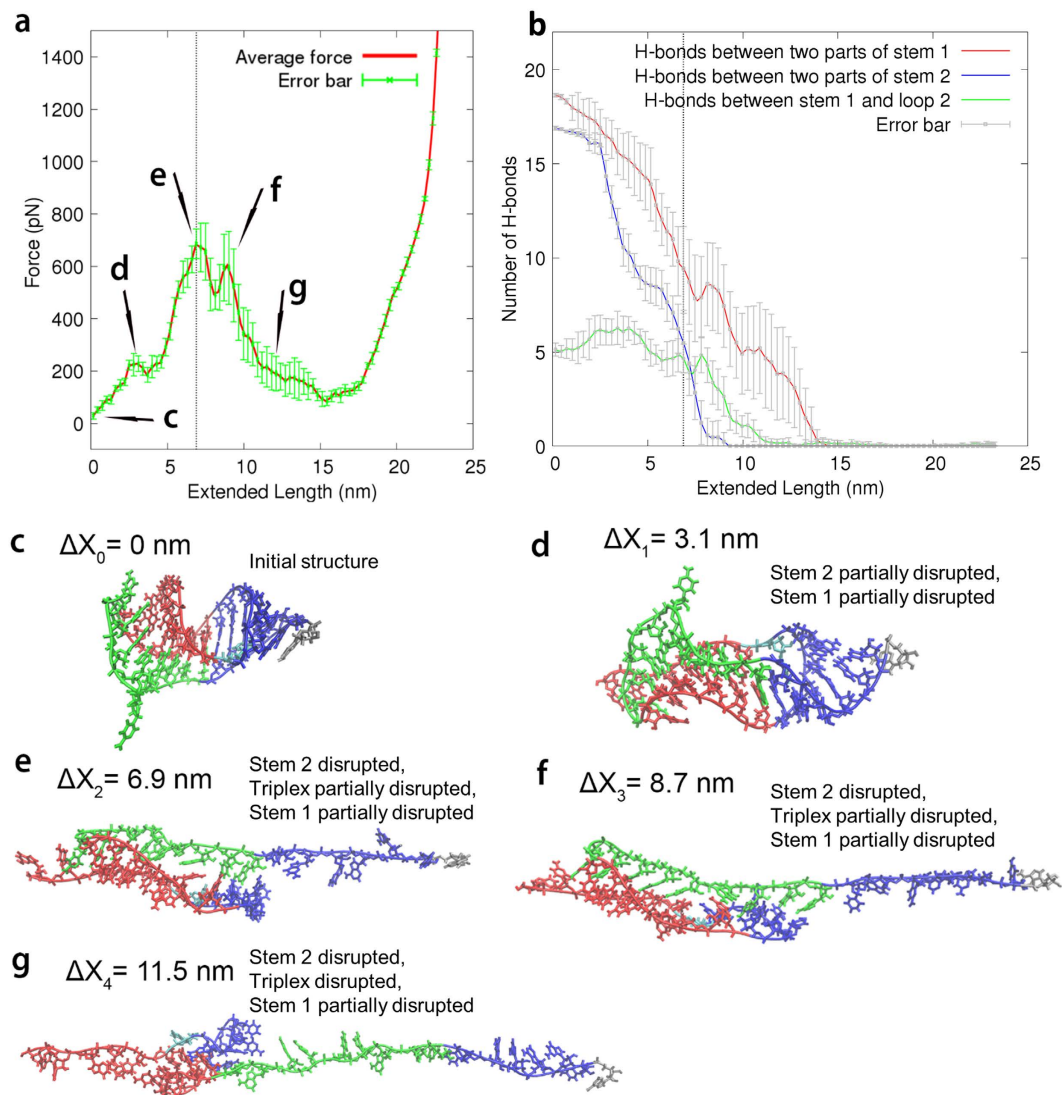 a
1400
1200
1000
800
600
400
200
0
Force (pN)
Average force
Error bar
c
d
e
f
g
0 5 10 15 20 25
Extended Length (nm)
b
20
15
10
5
0
Number of H-bonds
H-bonds between two parts of stem 1
H-bonds between two parts of stem 2
H-bonds between stem 1 and loop 2
Error bar
0 5 10 15 20 25
Extended Length (nm)
c
ΔX₀= 0 nm
Initial structure
d
ΔX₁= 3.1 nm
Stem 2 partially disrupted,
Stem 1 partially disrupted
e
ΔX₂= 6.9 nm
Stem 2 disrupted,
Triplex partially disrupted,
Stem 1 partially disrupted
f
ΔX₃= 8.7 nm
Stem 2 disrupted,
Triplex partially disrupted,
Stem 1 partially disrupted
g
ΔX₄= 11.5 nm
Stem 2 disrupted,
Triplex disrupted,
Stem 1 partially disrupted